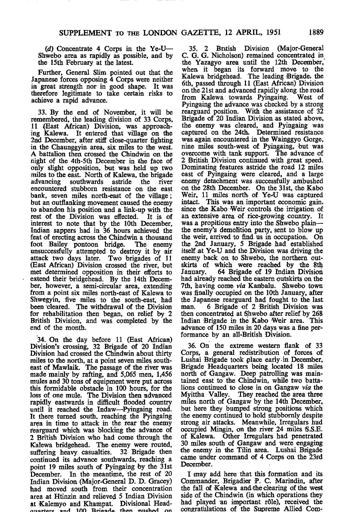 SUPPLEMENT TO THE LONDON GAZETTE, 12 APRIL, 1951 1889
(d) Concentrate 4 Corps in the Ye-U—
Shwebo area as rapidly as possible, and by
the 15th February at the latest.
Further, General Slim pointed out that the
Japanese forces opposing 4 Corps were neither
in great strength nor in good shape. It was
therefore legitimate to take certain risks to
achieve a rapid advance.
33. By the end of November, it will be
remembered, the leading division of 33 Corps,
11 (East African) Division, was approach-
ing Kalewa. It entered that village on the
2nd December, after stiff close-quarter fighting
in the Chaunggyin area, six miles to the west.
A battalion then crossed the Chindwin on the
night of the 4th-5th December in the face of
only slight opposition, but was held some
miles to the east. North of Kalewa, the brigade
advancing southwards astride the river
encountered stubborn resistance on the east
bank, seven miles north-east of the village;
but an outflanking movement caused the enemy
to abandon his position and a link-up with the
rest of the Division was effected. It is of
interest to note that by the 10th December,
Indian sappers had in 36 hours achieved the
feat of erecting across the Chindwin a thousand
foot Bailey pontoon bridge. The enemy
unsuccessfully attempted to destroy it by air
attack two days later. Two brigades of 11
(East African) Division crossed the river, but
met determined opposition in their efforts to
extend their bridgehead. By the 14th Decem-
ber, however, a semi-circular area, extending
from a point six miles north-east of Kalewa to
Shwegyin, five miles to the south-east, had
been cleared. The withdrawal of the Division
for rehabilitation then began, on relief by 2
British Division, and was completed by the
end of the month.
34. On the day before 11 (East African)
Division's crossing, 32 Brigade of 20 Indian
Division had crossed the Chindwin about thirty
miles to the north, at a point seven miles south-
east of Mawlaik. The passage of the river was
made mainly by rafting, 5,065 men, 1,456
mules and 30 tons of equipment were put across
this formidable obstacle in 100 hours, for the
loss of one mule. The Division then advanced
rapidly eastwards in difficult flooded country
until it reached the Indaw—Pyingaing road.
It there turned south, reaching the Pyingaing
area in time to attack in the rear the enemy
rearguard which was blocking the advance of
2 British Division who had come through the
Kalewa bridgehead. The enemy were routed,
suffering heavy casualties. 32 Brigade then
continued its advance southwards, reaching a
point 19 miles south of Pyingaing by the 31st
December. In the meantime, the rest of 20
Indian Division (Major-General D. D. Gracey)
had moved south from their concentration
area at Htinzin and relieved 5 Indian Division
at Kalemyo and Khampat. Divisional Head-
quarters and 100 Brigade then pushed on
35. 2 British Division (Major-General
C. G. G. Nicholson) remained concentrated in
the Yazagyo area until the 12th December,
when it began its forward move to the
Kalewa bridgehead. The leading Brigade, the
6th, passed through 11 (East African) Division
on the 21st and advanced rapidly along the road
from Kalewa towards Pyingaing. West of
Pyingaing the advance was checked by a strong
rearguard position. With the assistance of 32
Brigade of 20 Indian Division as stated above,
the enemy was cleared, and Pyingaing was
captured on the 24th. Determined resistance
was again encountered in the Wainggyo Gorge,
nine miles south-west of Pyingaing, but was
overcome with tank support. The advance of
2 British Division continued with great speed.
Dominating features astride the road 12 miles
east of Pyingaing were cleared, and a large
enemy detachment was successfully ambushed
on the 28th December. On the 31st, the Kabo
Weir, 11 miles north of Ye-U was captured
intact. This was an important economic gain,
since the Kabo Weir controls the irrigation of
an extensive area of rice-growing country. It
was a propitious entry into the Shwebo plain—
the enemy's demolition party, sent to blow up
the weir, arrived to find us in occupation. On
the 2nd January, 5 Brigade had established
itself at Ye-U and the Division was driving the
enemy back on to Shwebo, the northern out-
skirts of which were reached by the 8th
January. 64 Brigade of 19 Indian Division
had already reached the eastern outskirts on the
7th, having come via Kanbalu. Shwebo town
was finally occupied on the 10th January, after
the Japanese rearguard had fought to the last
man. 6 Brigade of 2 British Division was
then concentrated at Shwebo after relief by 268
Indian Brigade in the Kabo Weir area. This
advance of 150 miles in 20 days was a fine per-
formance by an all-British Division.
36. On the extreme western flank of 33
Corps, a general redistribution of forces of
Lushai Brigade took place early in December,
Brigade Headquarters being located 18 miles
north of Gangaw. Deep patrolling was main-
tained east to the Chindwin, while two batta-
lions continued to close in on Gangaw via the
Myittha Valley. They reached the area three
miles north of Gangaw by the 14th December,
but here they bumped strong positions which
the enemy continued to hold stubbornly despite
strong air attacks. Meanwhile, Irregulars had
occupied Mingin, on the river 24 miles S.S.E.
of Kalewa. Other Irregulars had penetrated
30 miles south of Gangaw and were engaging
the enemy in the Tilin area. Lushai Brigade
came under command of 4 Corps on the 23rd
December.
I may add here that this formation and its
Commander, Brigadier P. C. Marindin, after
the fall of Kalewa and the clearing of the west
side of the Chindwin (in which operations they
had played an important rôle), received the
congratulations of the Supreme Allied Com-